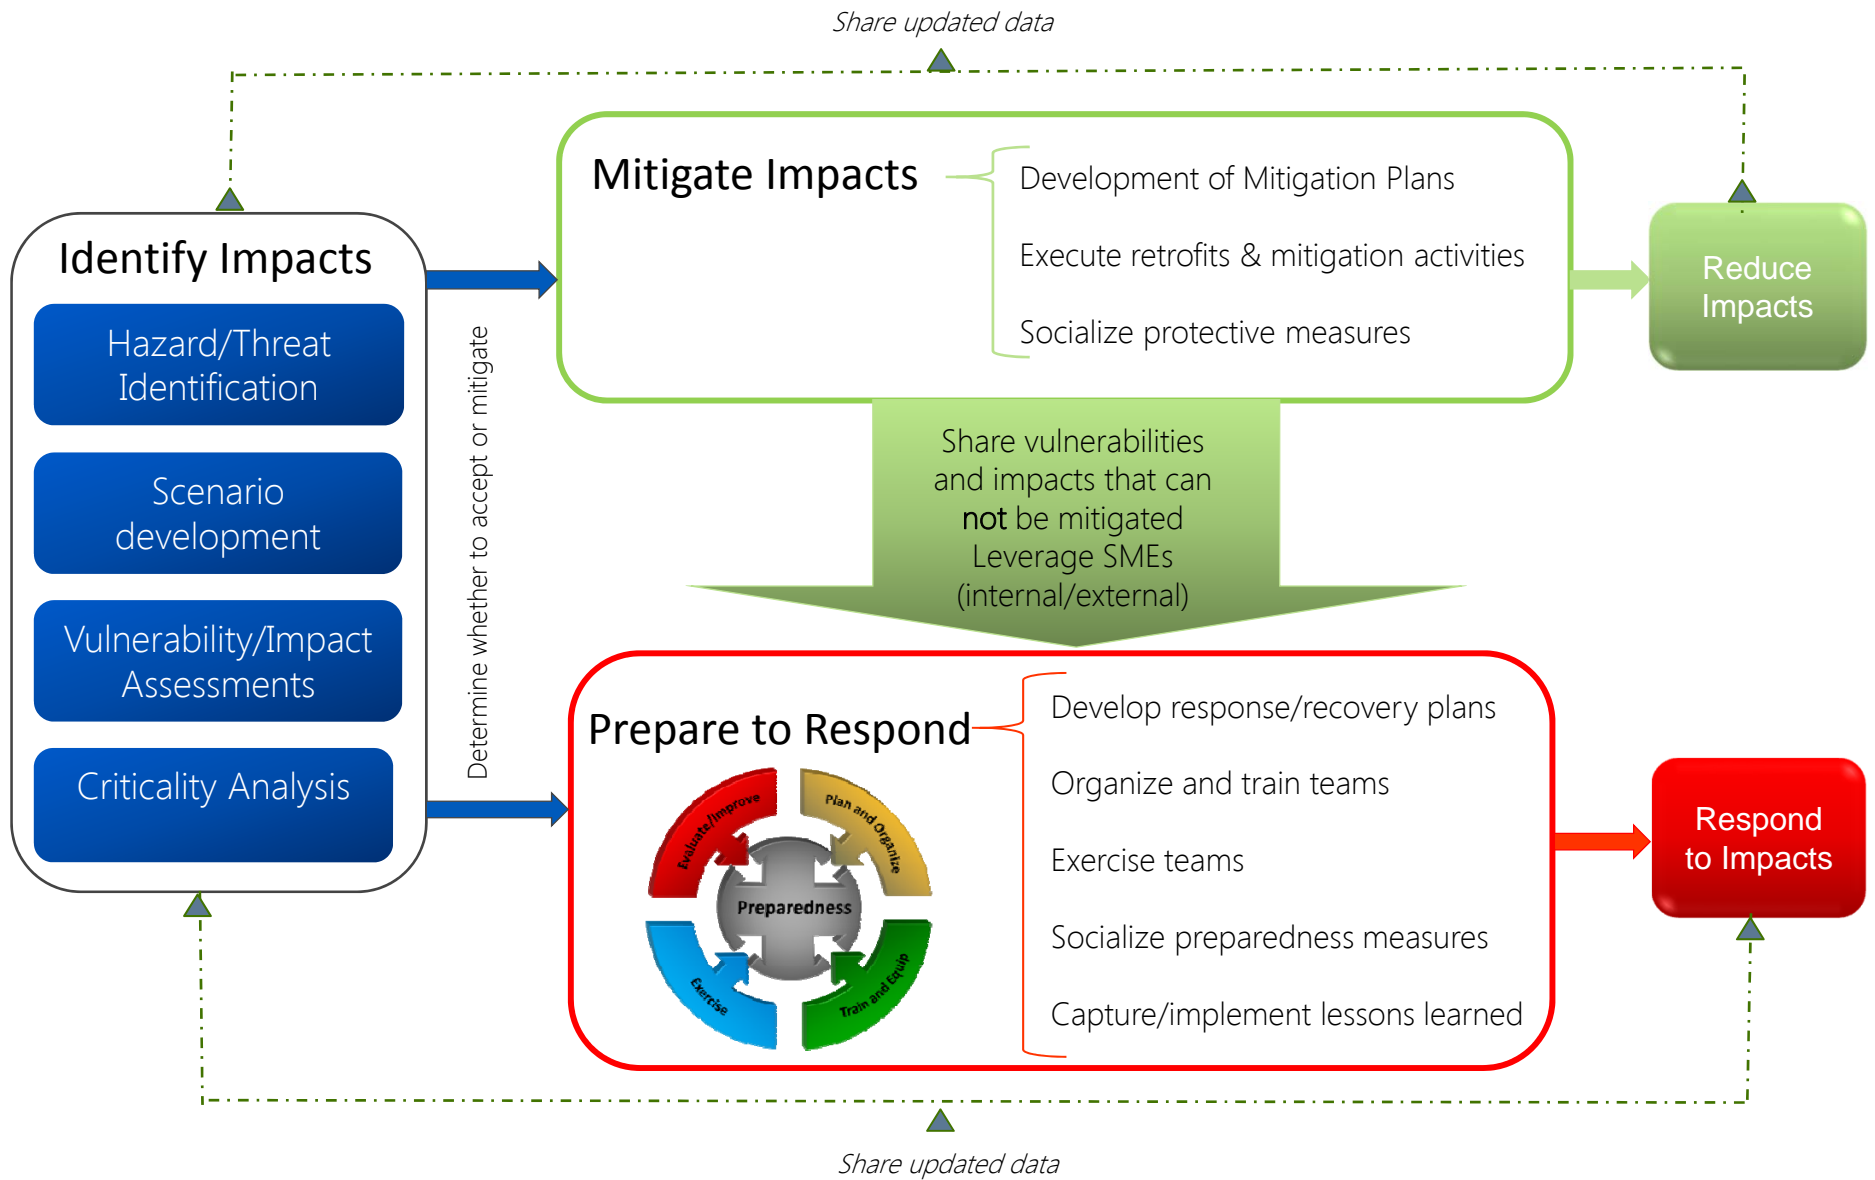 Share updated data
Identify Impacts
Hazard/Threat
Identification
Scenario
development
Vulnerability/Impact
Assessments
Criticality Analysis
Determine whether to accept or mitigate
Mitigate Impacts
Development of Mitigation Plans
Execute retrofits & mitigation activities
Socialize protective measures
Reduce
Impacts
Share vulnerabilities
and impacts that can
not be mitigated
Leverage SMEs
(internal/external)
Prepare to Respond
Evaluate/Improve
Plan and Organize
Preparedness
Exercise
Train and Equip
Develop response/recovery plans
Organize and train teams
Exercise teams
Socialize preparedness measures
Capture/implement lessons learned
Respond
to Impacts
Share updated data